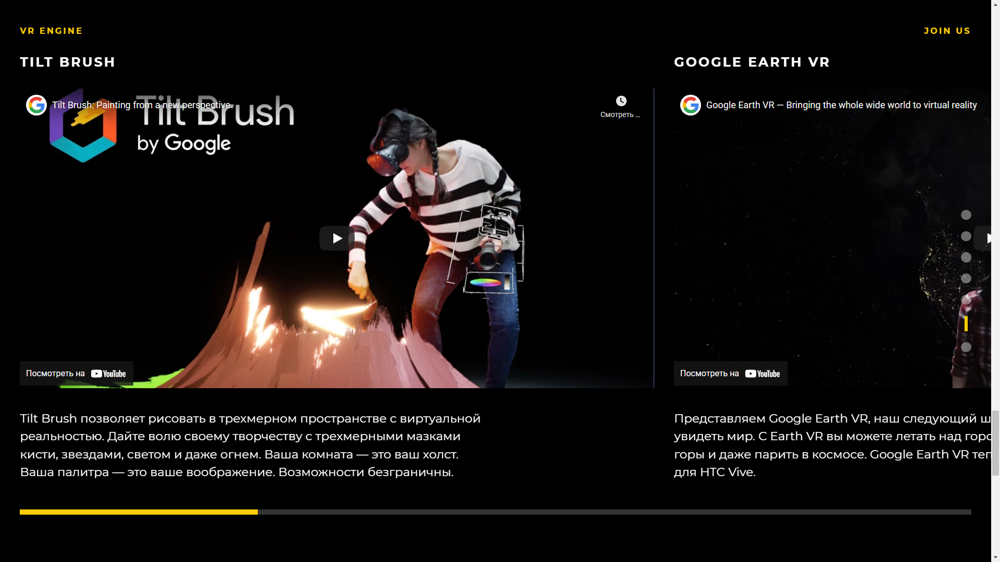 VR ENGINE
JOIN US
TILT BRUSH
Tilt Brush: Painting from a new perspective
Смотреть ...
Tilt Brush
by Google
Посмотреть на YouTube
Tilt Brush позволяет рисовать в трехмерном пространстве с виртуальной
реальностью. Дайте волю своему творчеству с трехмерными мазками
кисти, звездами, светом и даже огнем. Ваша комната — это ваш холст.
Ваша палитра — это ваше воображение. Возможности безграничны.
GOOGLE EARTH VR
Google Earth VR — Bringing the whole wide world to virtual reality
Посмотреть на YouTube
Представляем Google Earth VR, наш следующий ш
увидеть мир. С Earth VR вы можете летать над горо
горы и даже парить в космосе. Google Earth VR теп
для HTC Vive.